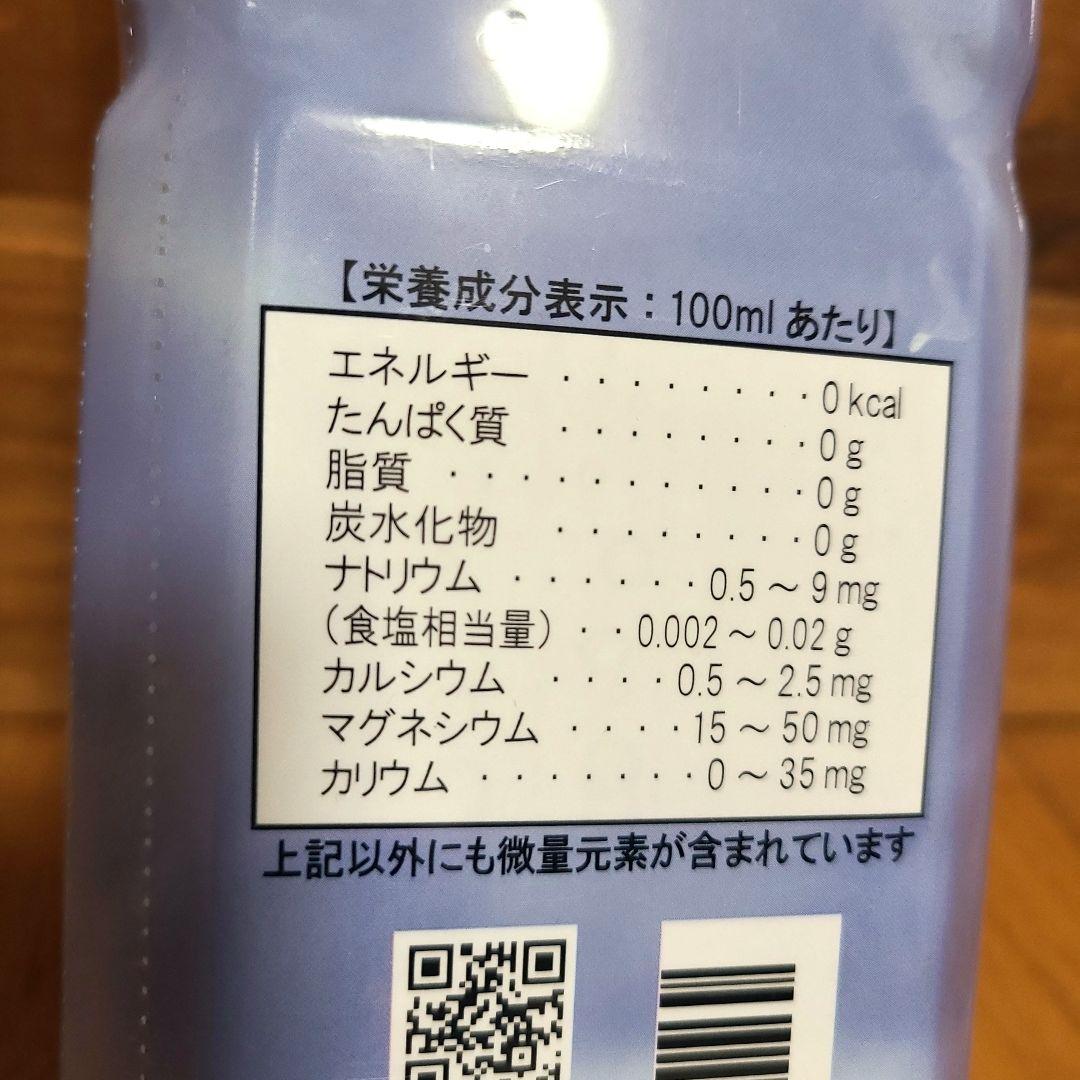 【栄養成分表示：100ml あたり】
エネルギー ・・・・・・・・0 kcal
たんぱく質 ・・・・・・・・0 g
脂質 ・・・・・・・・・・・0 g
炭水化物 ・・・・・・・・0 g
ナトリウム ・・・・・・0.5 ～ 9 mg
（食塩相当量）・・0.002 ～ 0.02 g
カルシウム ・・・・0.5 ～ 2.5 mg
マグネシウム ・・・・15 ～ 50 mg
カリウム ・・・・・・・0 ～ 35 mg
上記以外にも微量元素が含まれています